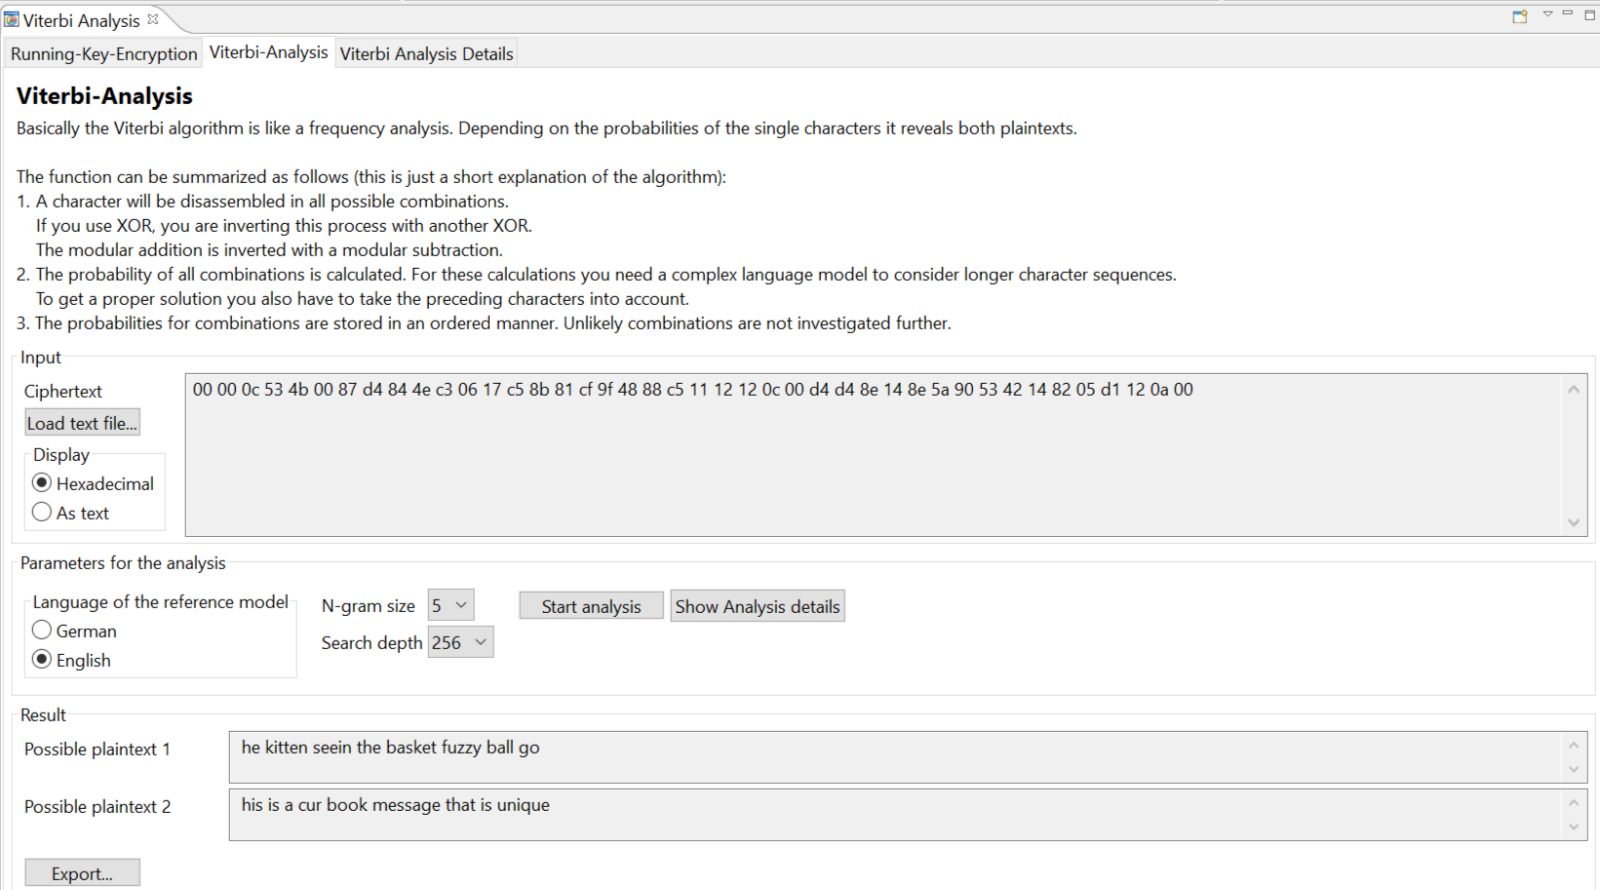 Viterbi Analysis
Running-Key-Encryption Viterbi-Analysis Viterbi Analysis Details
Viterbi-Analysis
Basically the Viterbi algorithm is like a frequency analysis. Depending on the probabilities of the single characters it reveals both plaintexts.
The function can be summarized as follows (this is just a short explanation of the algorithm):
1. A character will be disassembled in all possible combinations.
If you use XOR, you are inverting this process with another XOR.
The modular addition is inverted with a modular subtraction.
2. The probability of all combinations is calculated. For these calculations you need a complex language model to consider longer character sequences.
To get a proper solution you also have to take the preceding characters into account.
3. The probabilities for combinations are stored in an ordered manner. Unlikely combinations are not investigated further.
Input
Ciphertext
00 00 0c 53 4b 00 87 d4 84 4e c3 06 17 c5 8b 81 cf 9f 48 88 c5 11 12 12 0c 00 d4 d4 8e 14 8e 5a 90 53 42 14 82 05 d1 12 0a 00
Load text file...
Display
Hexadecimal
As text
Parameters for the analysis
Language of the reference model
German
English
N-gram size 5
Search depth 256
Start analysis
Show Analysis details
Result
Possible plaintext 1
he kitten seein the basket fuzzy ball go
Possible plaintext 2
his is a cur book message that is unique
Export...